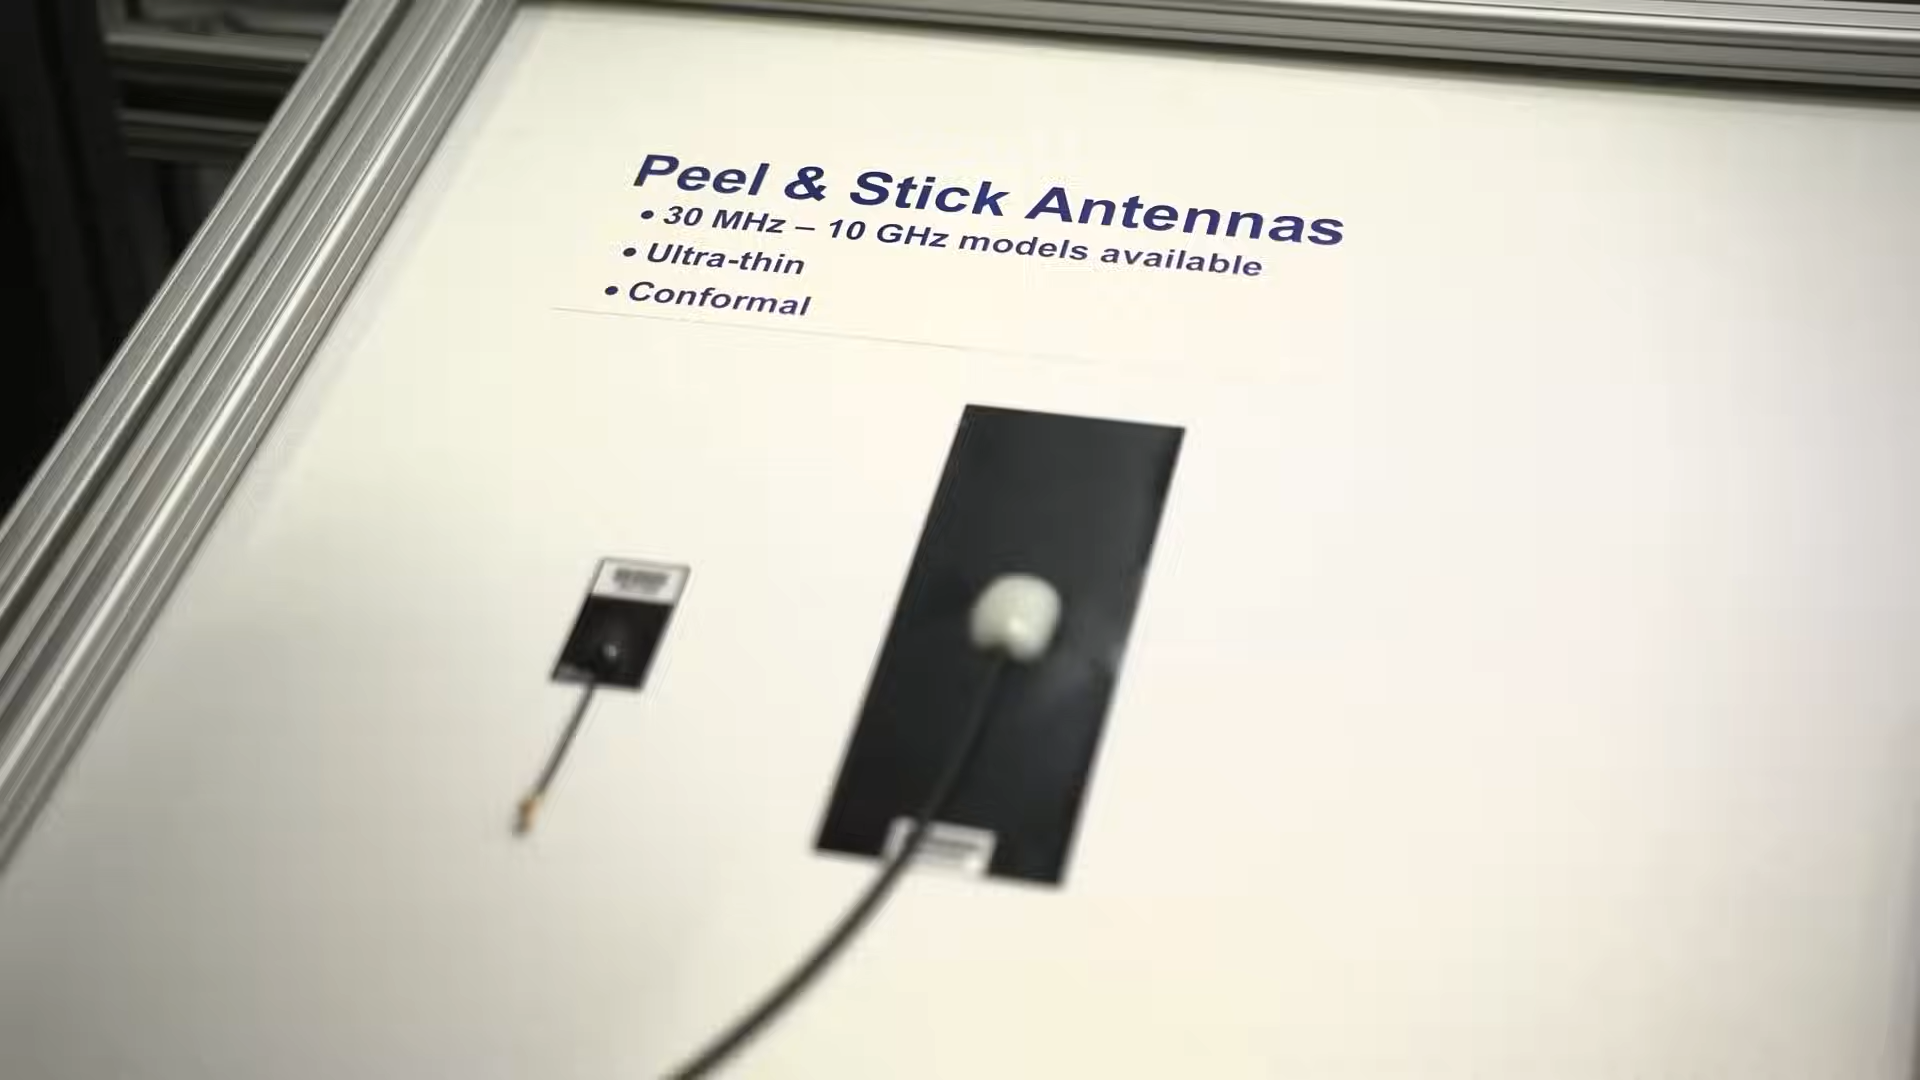 Peel & Stick Antennas
• 30 MHz – 10 GHz models available
• Ultra-thin
• Conformal